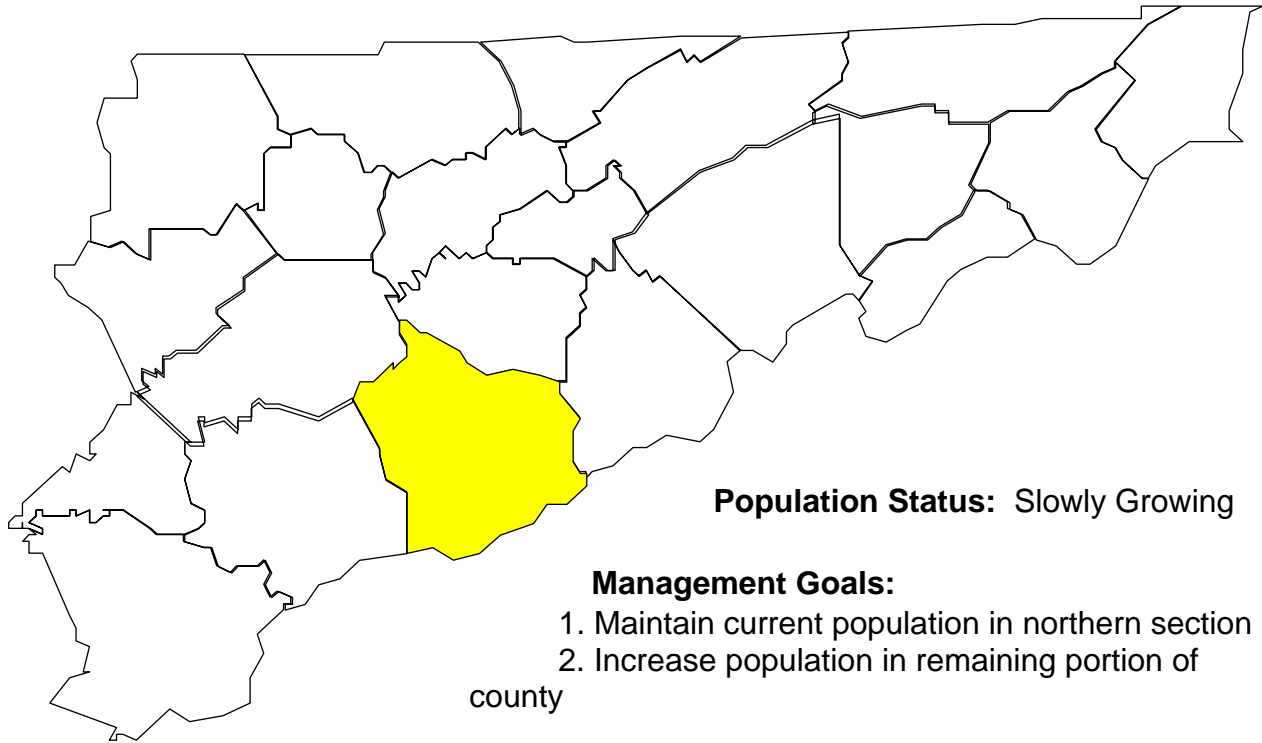 Population Status: Slowly Growing
Management Goals:
1. Maintain current population in northern section
2. Increase population in remaining portion of
county